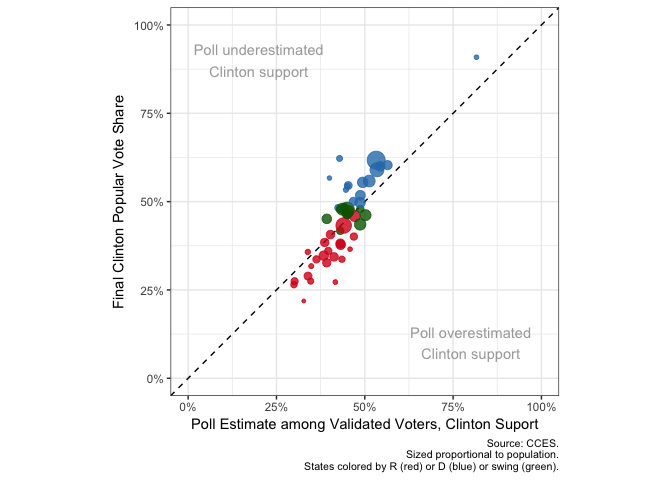 100%
75%
50%
25%
0%
Final Clinton Popular Vote Share
Poll underestimated
Clinton support
Poll overestimated
Clinton support
0%
25%
50%
75%
100%
Poll Estimate among Validated Voters, Clinton Suport
Source: CCES.
Sized proportional to population.
States colored by R (red) or D (blue) or swing (green).